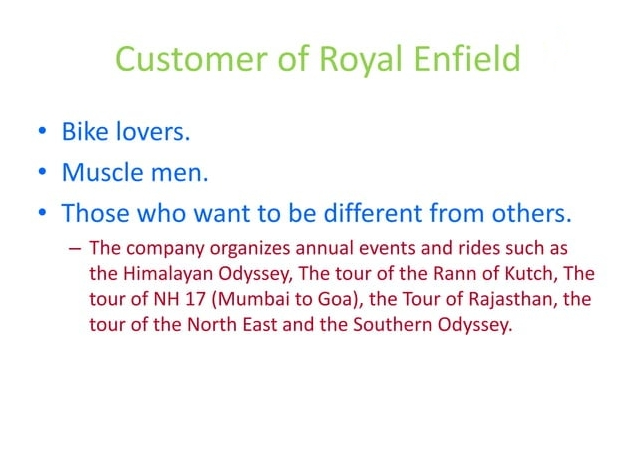 Customer of Royal Enfield
• Bike lovers.
• Muscle men.
• Those who want to be different from others.
– The company organizes annual events and rides such as
the Himalayan Odyssey, The tour of the Rann of Kutch, The
tour of NH 17 (Mumbai to Goa), the Tour of Rajasthan, the
tour of the North East and the Southern Odyssey.